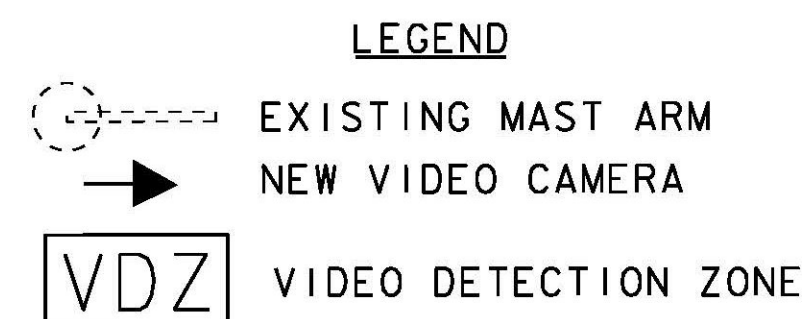 LEGEND
EXISTING MAST ARM
NEW VIDEO CAMERA
VDZ VIDEO DETECTION ZONE